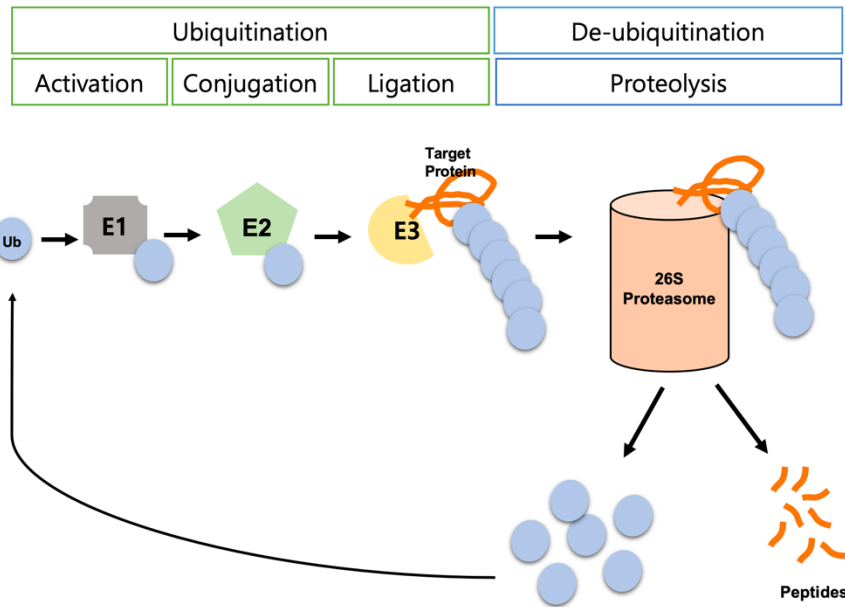 Ubiquitination
De-ubiquitination
Activation
Conjugation
Ligation
Proteolysis
Target
Protein
Ub
E1
E2
E3
26S
Proteasome
Peptides